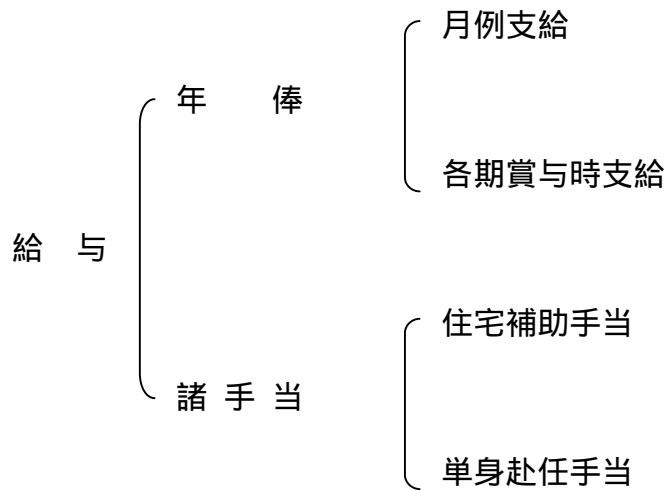 月例支給
年 俸
各期賞与時支給
給 与
住宅補助手当
諸 手 当
単身赴任手当